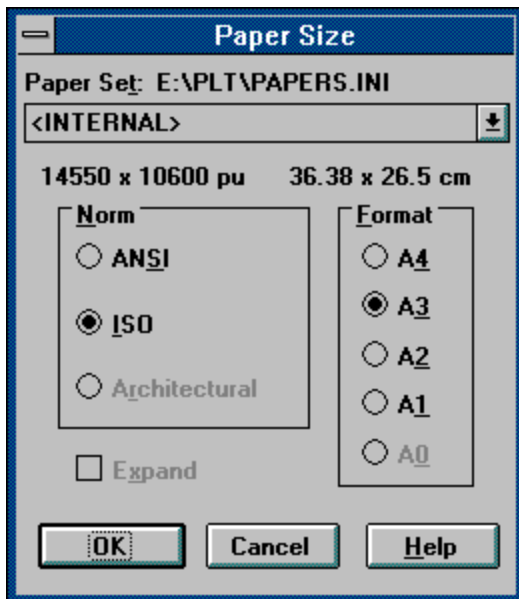 Paper Size
Paper Set: E:\PLT\PAPERS.INI
<INTERNAL>
14550 x 10600 pu 36.38 x 26.5 cm
Norm
ANSI
ISO
Architectural
Expand
Format
A4
A3
A2
A1
A0
OK Cancel Help